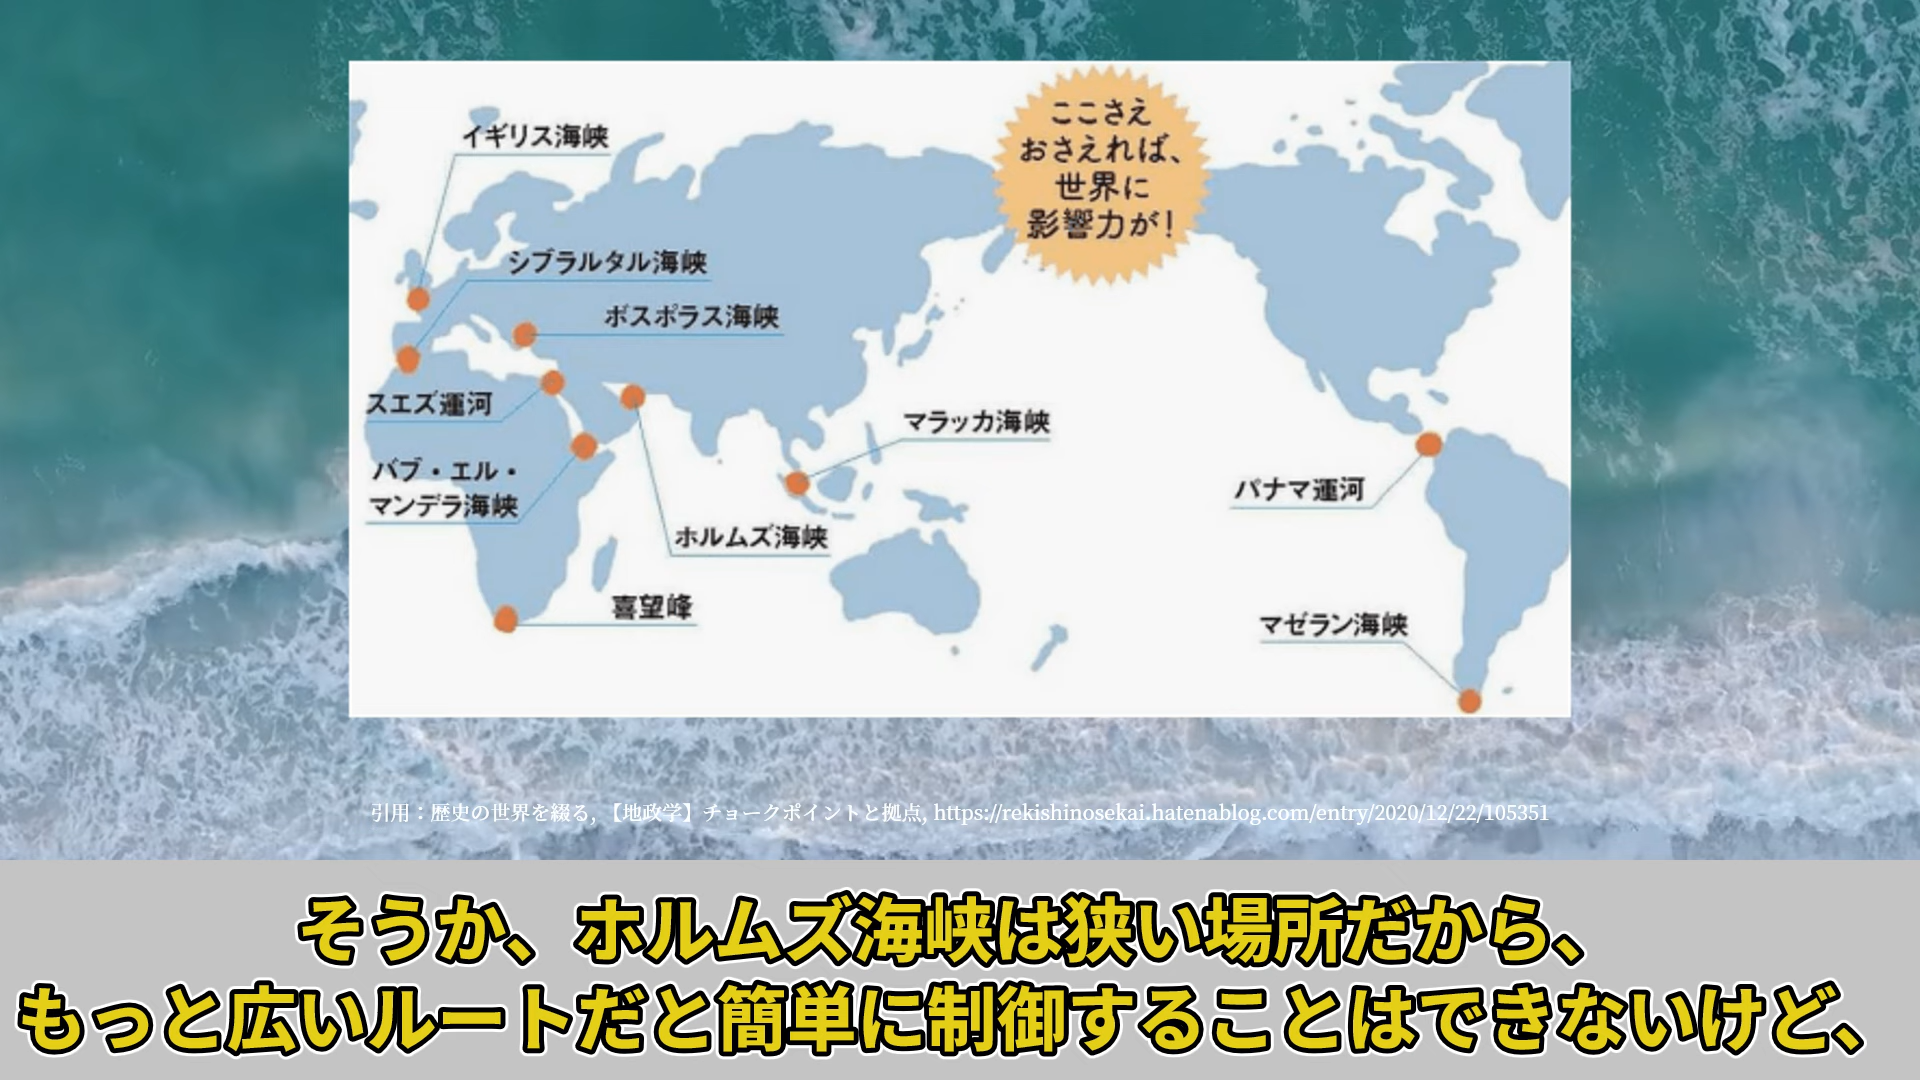 イギリス海峡
ここさえ
おさえれば、
世界に
影響力が!
シブラルタル海峡
ボスポラス海峡
スエズ運河
マラッカ海峡
バブ・エル・
マンデラ海峡
パナマ運河
ホルムズ海峡
喜望峰
マゼラン海峡
引用:歴史の世界を綴る, 【地政学】チョークポイントと拠点, https://rekishinosekai.hatenablog.com/entry/2020/12/22/105351
そうか、ホルムズ海峡は狭い場所だから、
もっと広いルートだと簡単に制御することはできないけど、